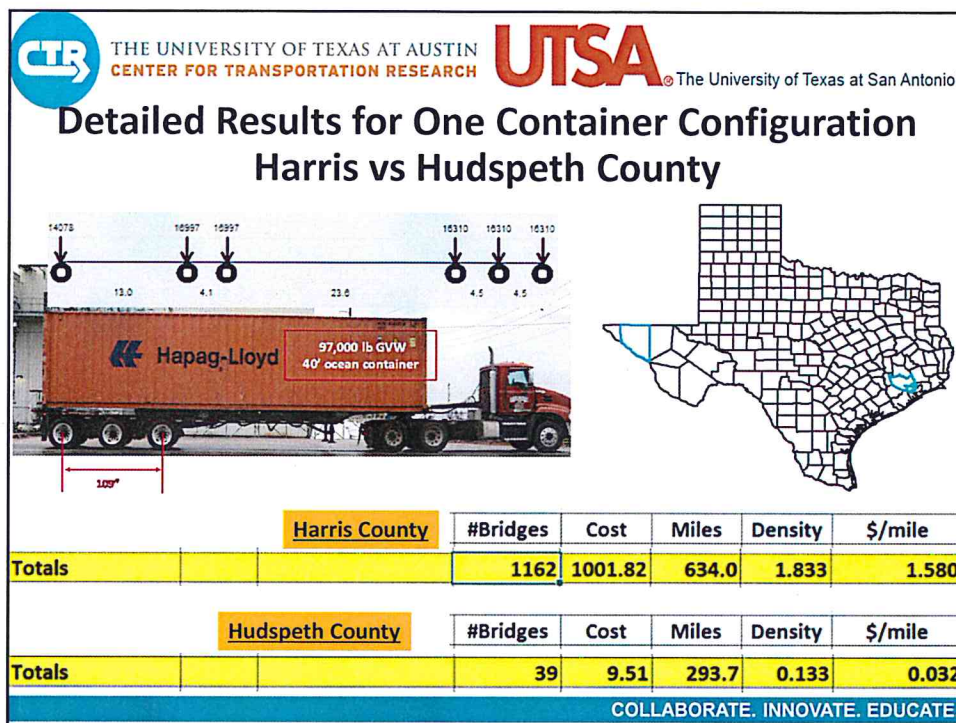 CTR THE UNIVERSITY OF TEXAS AT AUSTIN
CENTER FOR TRANSPORTATION RESEARCH
UTSA® The University of Texas at San Antonio
Detailed Results for One Container Configuration
Harris vs Hudspeth County
14078 16997 16997 16310 16310 16310
13.0 4.1 23.6 4.5 4.5
Hapag-Lloyd
97,000 lb GVW
40' ocean container
109"
Harris County #Bridges Cost Miles Density $/mile
Totals 1162 1001.82 634.0 1.833 1.580
Hudspeth County #Bridges Cost Miles Density $/mile
Totals 39 9.51 293.7 0.133 0.032
COLLABORATE. INNOVATE. EDUCATE